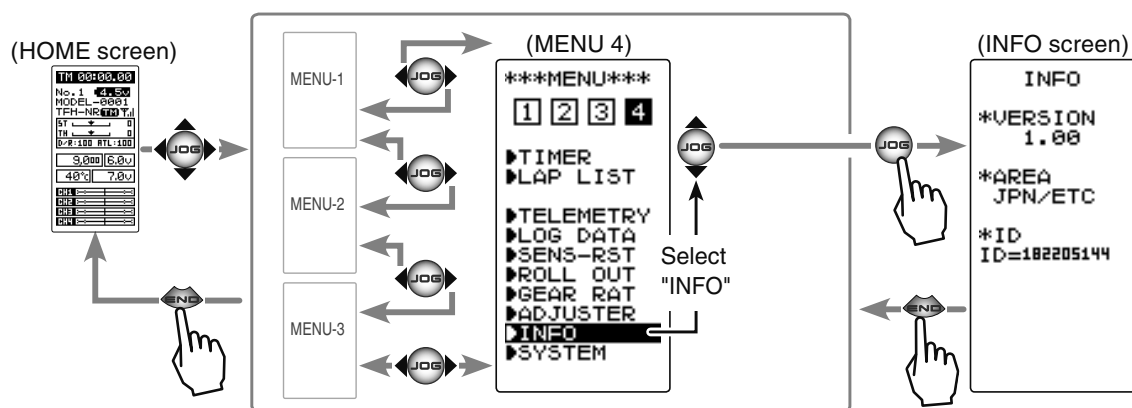 (HOME screen)
TM 00:00.00
No.1 4.5v
MODEL-0001
TFH-NR TM
ST 0
TH 0
D/R:100 ATL:100
9,000 6.0v
40℃ 7.0v
CH1
CH2
CH3
CH4
JOG
END
MENU-1
MENU-2
MENU-3
JOG
JOG
JOG
JOG
(MENU 4)
***MENU***
1 2 3 4
TIMER
LAP LIST
TELEMETRY
LOG DATA
SENS-RST
ROLL OUT
GEAR RAT
ADJUSTER
INFO
SYSTEM
JOG
Select
"INFO"
JOG
END
(INFO screen)
INFO
*VERSION
1.00
*AREA
JPN/ETC
*ID
ID=182205144